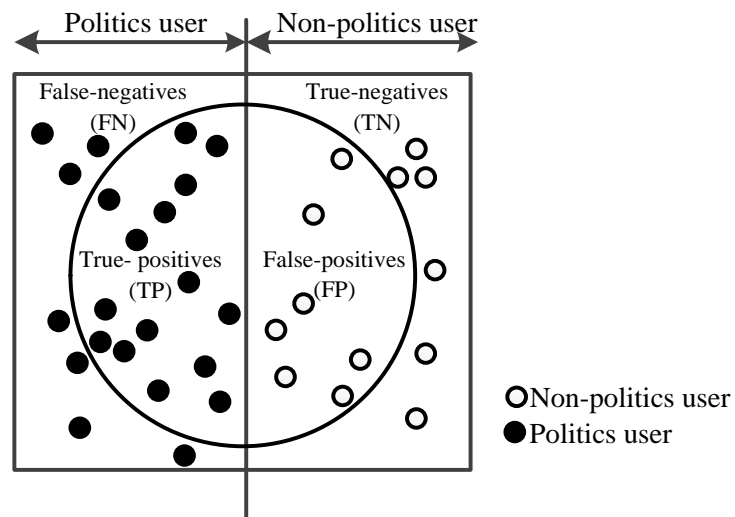 Politics user
Non-politics user
False-negatives
(FN)
True-negatives
(TN)
True- positives
(TP)
False-positives
(FP)
Non-politics user
Politics user